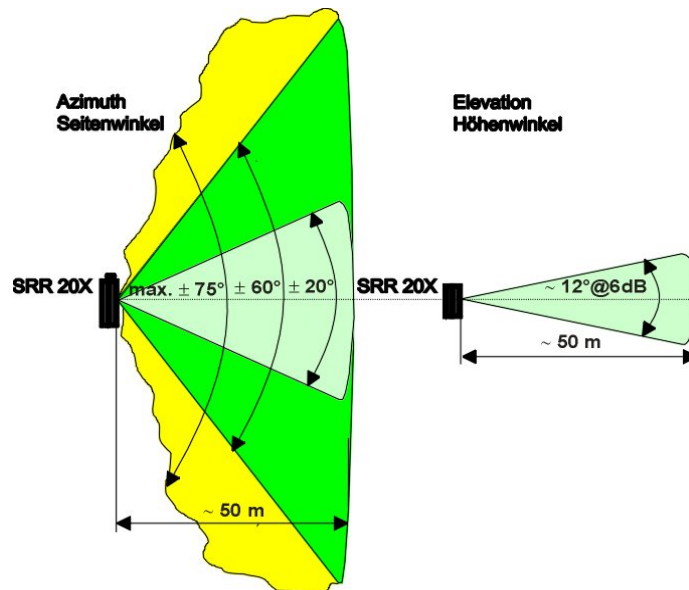 Azimuth
Seitenwinkel
Elevation
Höhenwinkel
SRR 20X
max. ± 75°
± 60°
± 20°
SRR 20X
~ 12°@6dB
~ 50 m
~ 50 m